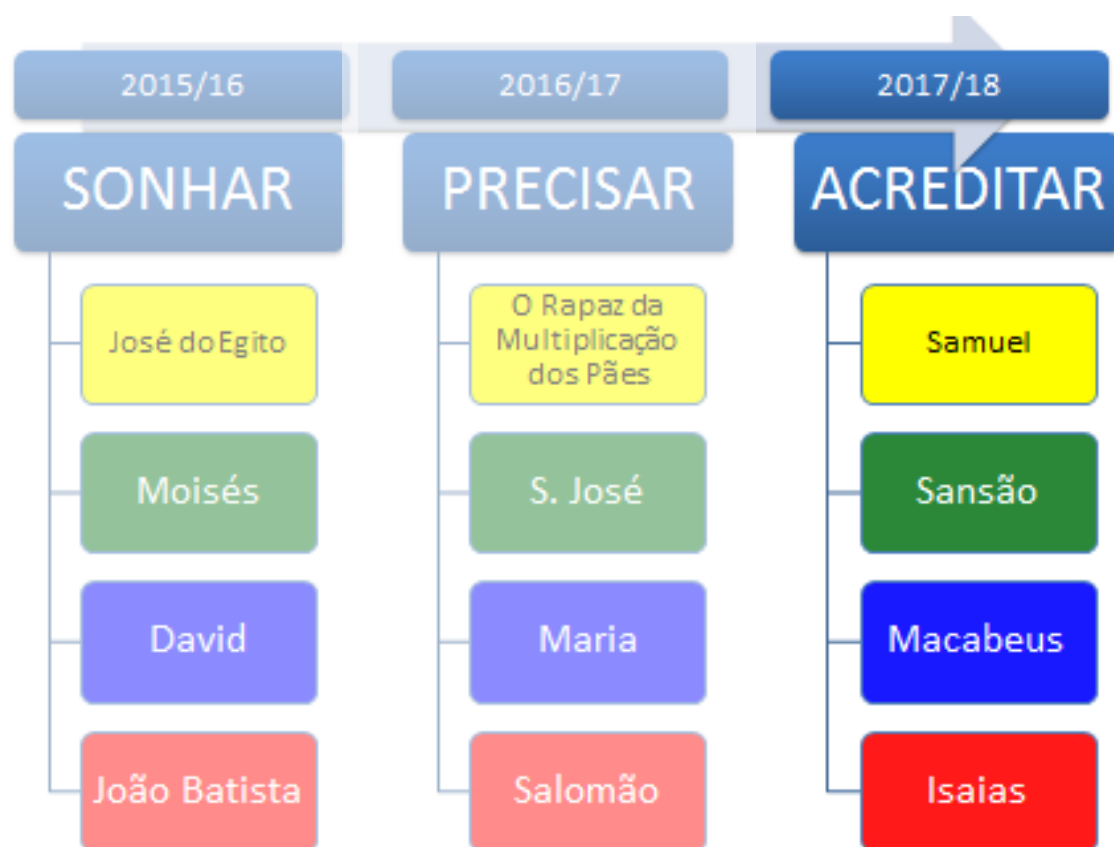 2015/16
2016/17
2017/18
SONHAR
PRECISAR
ACREDITAR
José do Egito
O Rapaz da
Multiplicação
dos Pães
Samuel
Moisés
S. José
Sansão
David
Maria
Macabeus
João Batista
Salomão
Isaias